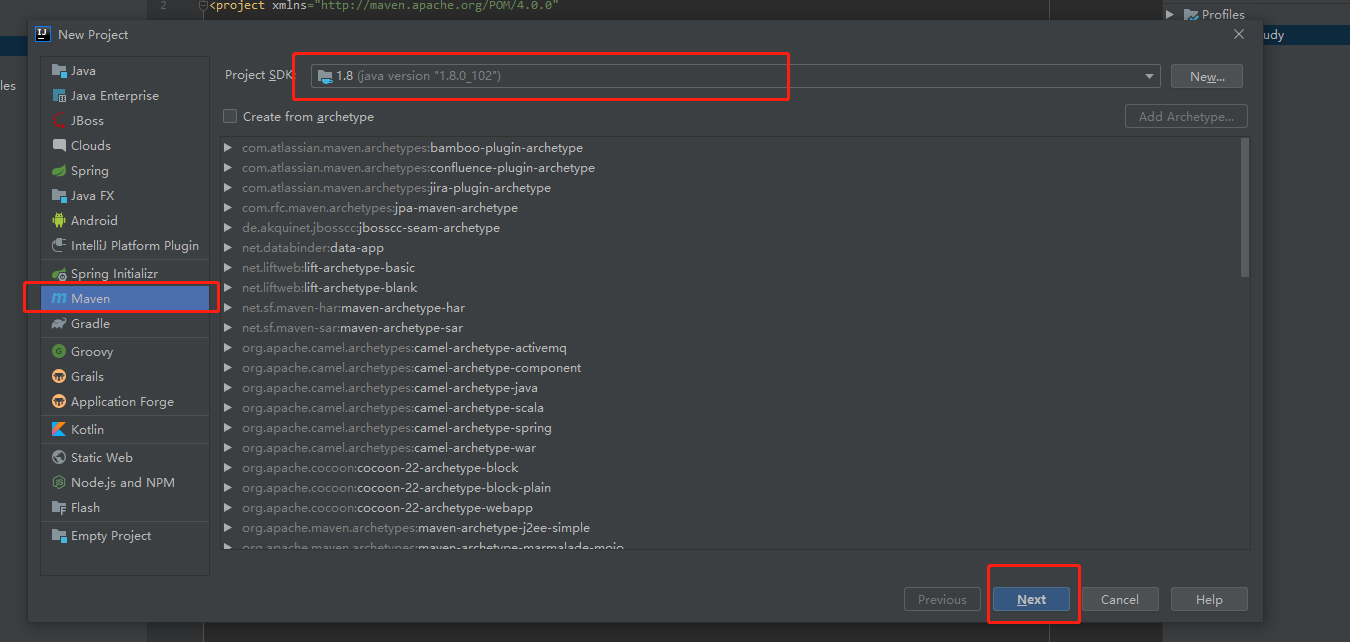 2
<project xmlns="http://maven.apache.org/POM/4.0.0"
Profiles
udy
les
New Project
Java
Java Enterprise
JBoss
Clouds
Spring
Java FX
Android
IntelliJ Platform Plugin
Spring Initializr
Maven
Gradle
Groovy
Grails
Application Forge
Kotlin
Static Web
Node.js and NPM
Flash
Empty Project
Project SDK:
1.8 (java version "1.8.0_102")
New...
Create from archetype
Add Archetype...
com.atlassian.maven.archetypes:bamboo-plugin-archetype
com.atlassian.maven.archetypes:confluence-plugin-archetype
com.atlassian.maven.archetypes:jira-plugin-archetype
com.rfc.maven.archetypes:jpa-maven-archetype
de.akquinet.jbosscc:jbosscc-seam-archetype
net.databinder:data-app
net.liftweb:lift-archetype-basic
net.liftweb:lift-archetype-blank
net.sf.maven-har:maven-archetype-har
net.sf.maven-sar:maven-archetype-sar
org.apache.camel.archetypes:camel-archetype-activemq
org.apache.camel.archetypes:camel-archetype-component
org.apache.camel.archetypes:camel-archetype-java
org.apache.camel.archetypes:camel-archetype-scala
org.apache.camel.archetypes:camel-archetype-spring
org.apache.camel.archetypes:camel-archetype-war
org.apache.cocoon:cocoon-22-archetype-block
org.apache.cocoon:cocoon-22-archetype-block-plain
org.apache.cocoon:cocoon-22-archetype-webapp
org.apache.maven.archetypes:maven-archetype-j2ee-simple
org.apache.maven.archetypes:maven-archetype-marmalade-mojo
Previous
Next
Cancel
Help